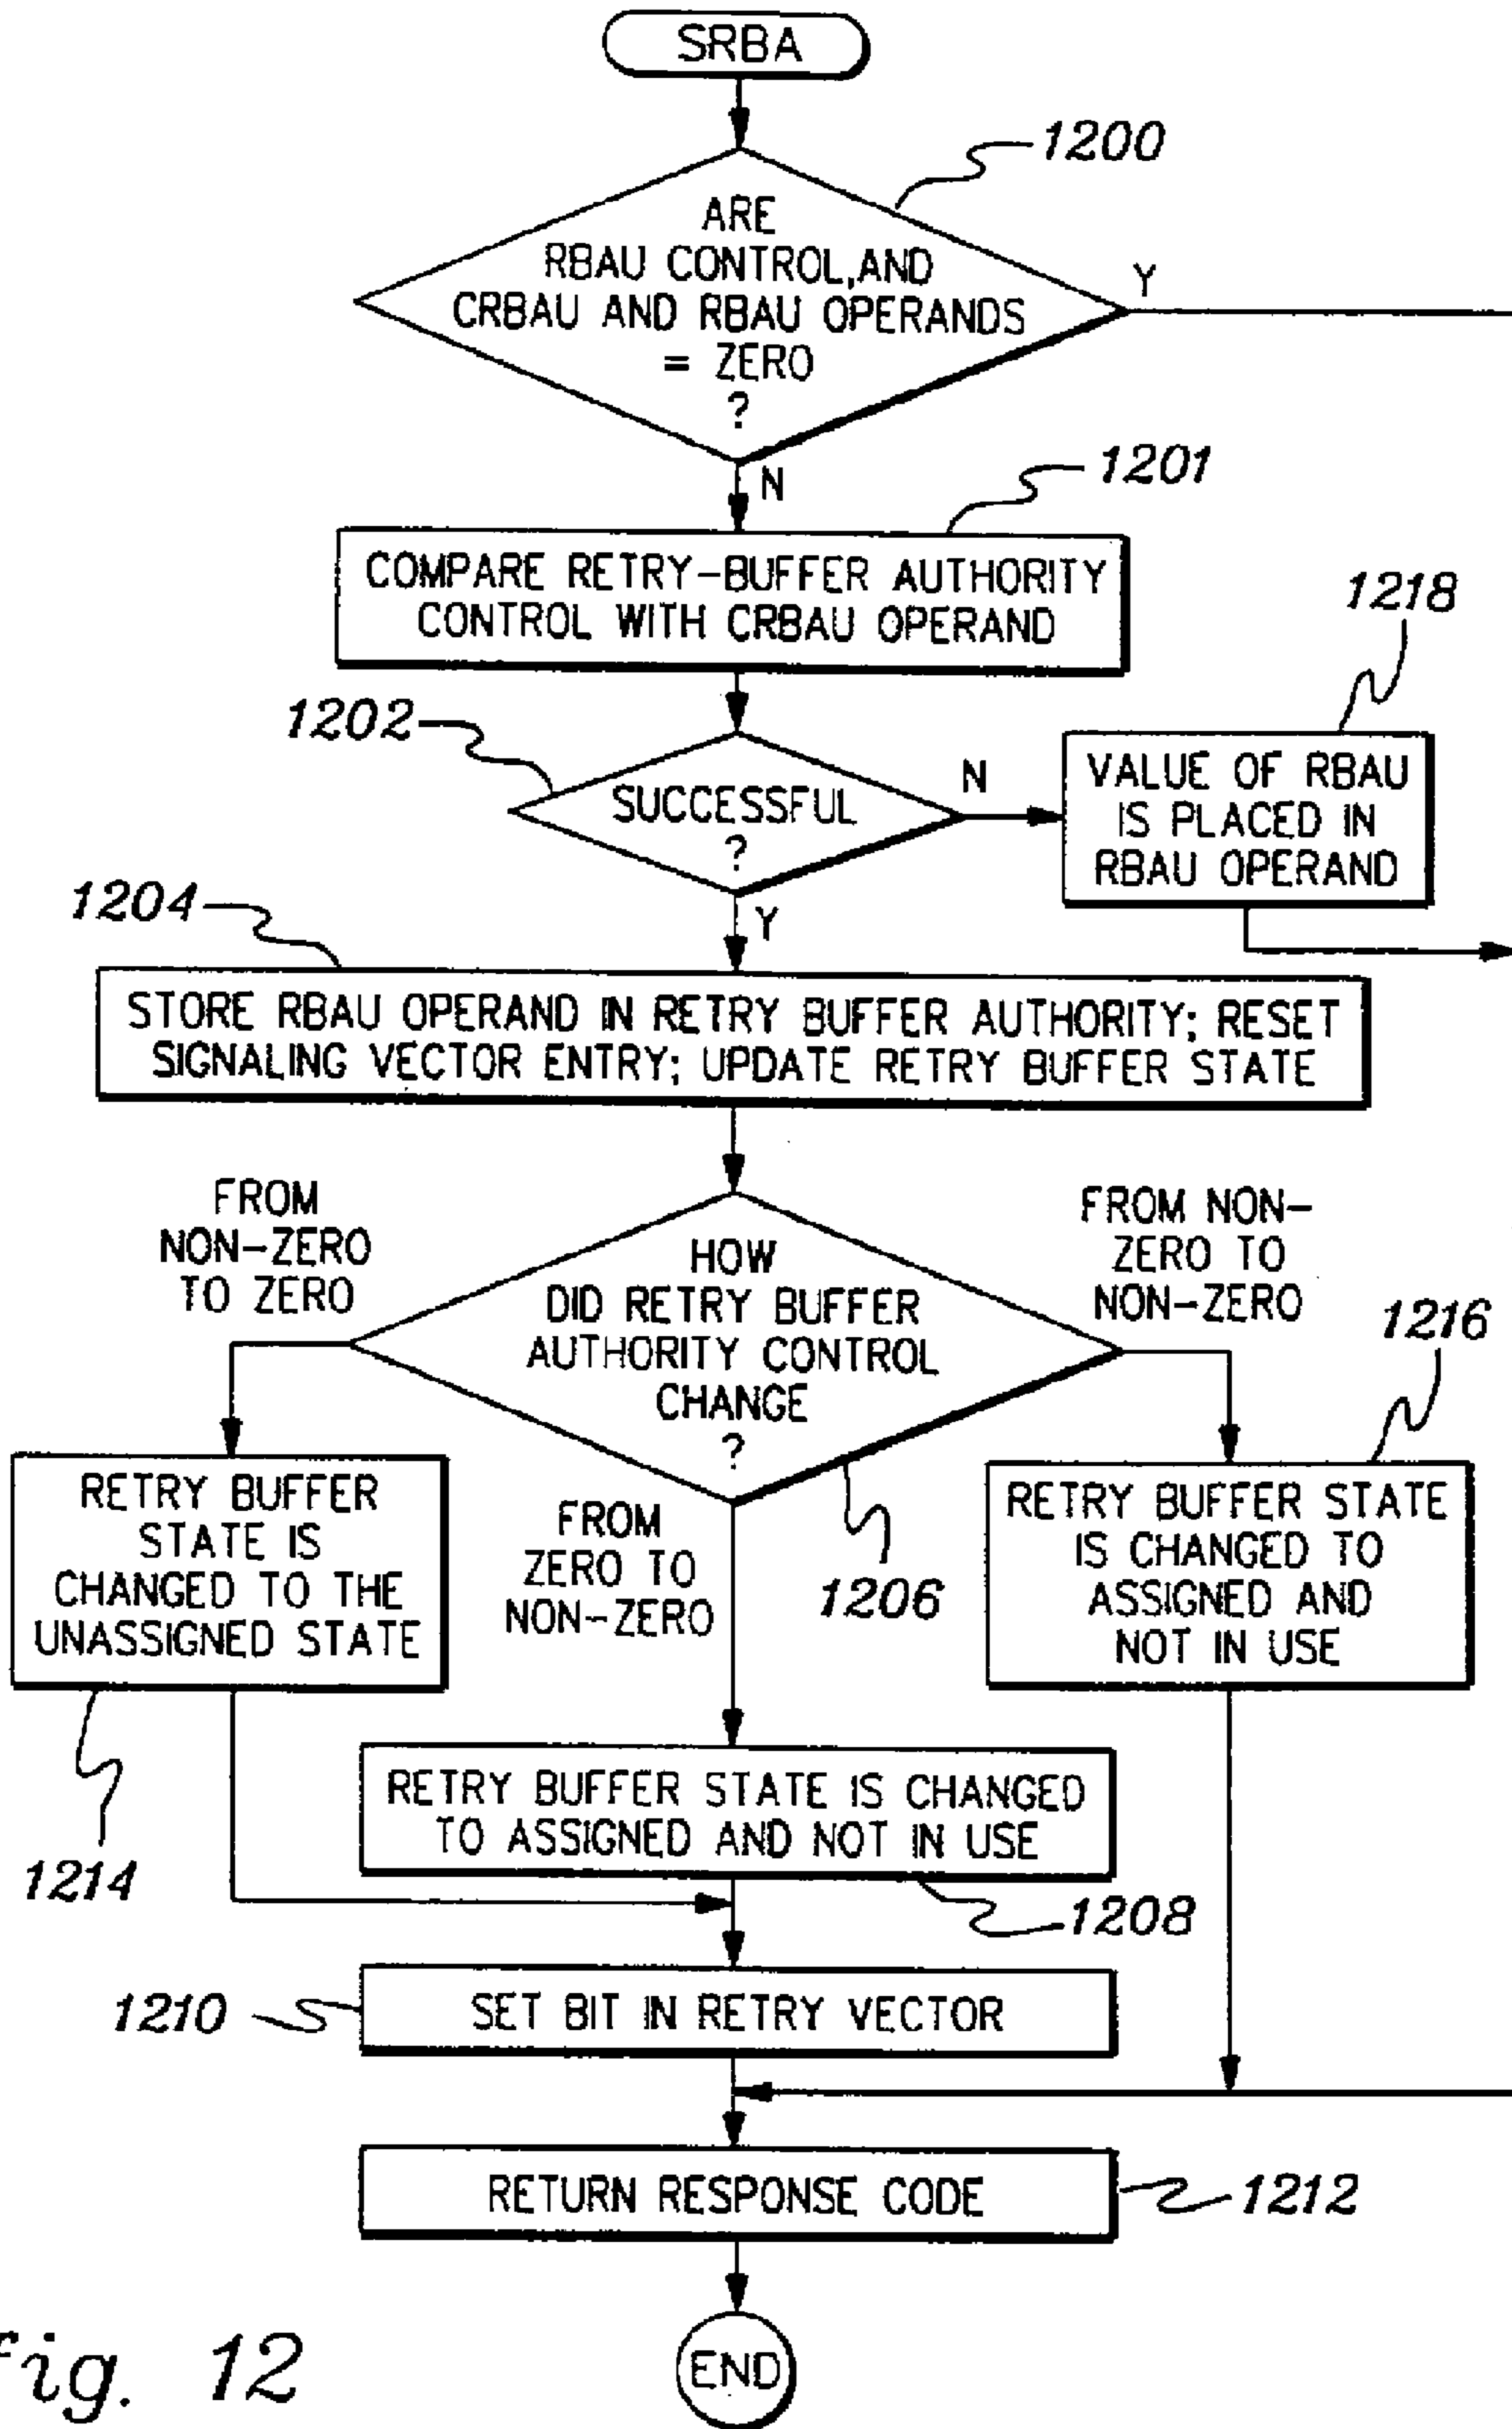 SRBA
1200
ARE
RBAU CONTROL,AND
CRBAU AND RBAU OPERANDS
= ZERO
?
Y
N
1201
COMPARE RETRY-BUFFER AUTHORITY
CONTROL WITH CRBAU OPERAND
1218
1202
SUCCESSFUL
?
N
VALUE OF RBAU
IS PLACED IN
RBAU OPERAND
Y
1204
STORE RBAU OPERAND IN RETRY BUFFER AUTHORITY; RESET
SIGNALING VECTOR ENTRY; UPDATE RETRY BUFFER STATE
FROM
NON-ZERO
TO ZERO
HOW
DID RETRY BUFFER
AUTHORITY CONTROL
CHANGE
?
FROM NON-
ZERO TO
NON-ZERO
1216
RETRY BUFFER
STATE IS
CHANGED TO THE
UNASSIGNED STATE
FROM
ZERO TO
NON-ZERO
1206
RETRY BUFFER STATE
IS CHANGED TO
ASSIGNED AND
NOT IN USE
1214
RETRY BUFFER STATE IS CHANGED
TO ASSIGNED AND NOT IN USE
1208
1210
SET BIT IN RETRY VECTOR
RETURN RESPONSE CODE
1212
END
fig. 12